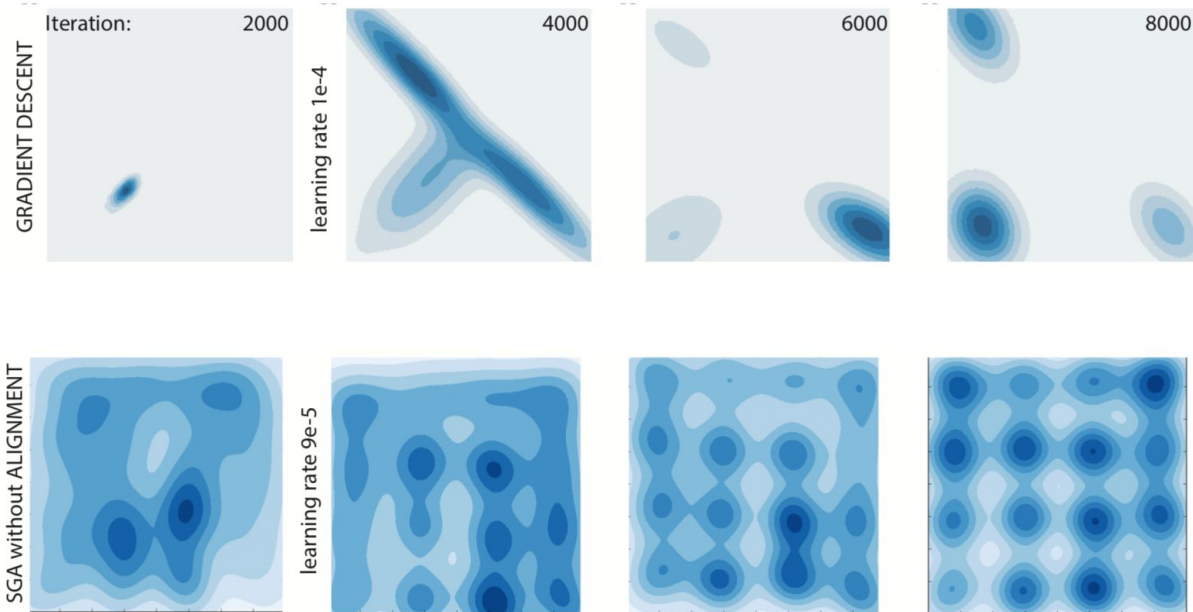 Iteration: 2000
4000
6000
8000
GRADIENT DESCENT
learning rate 1e-4
SGA without ALIGNMENT
learning rate 9e-5